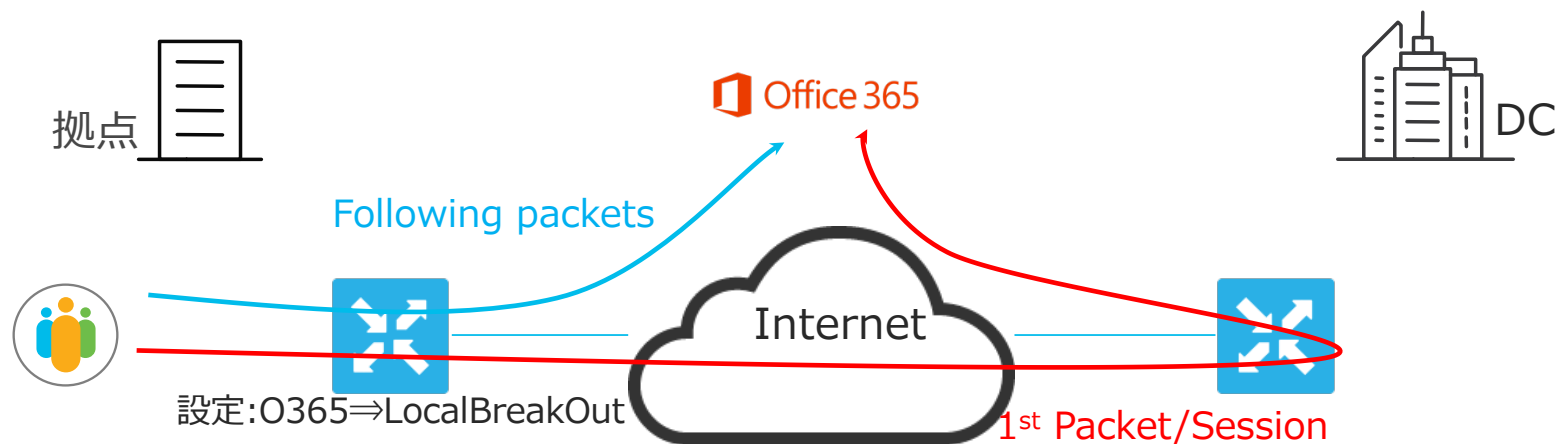 Office 365
拠点
DC
Following packets
Internet
設定:O365⇒LocalBreakOut
1st Packet/Session